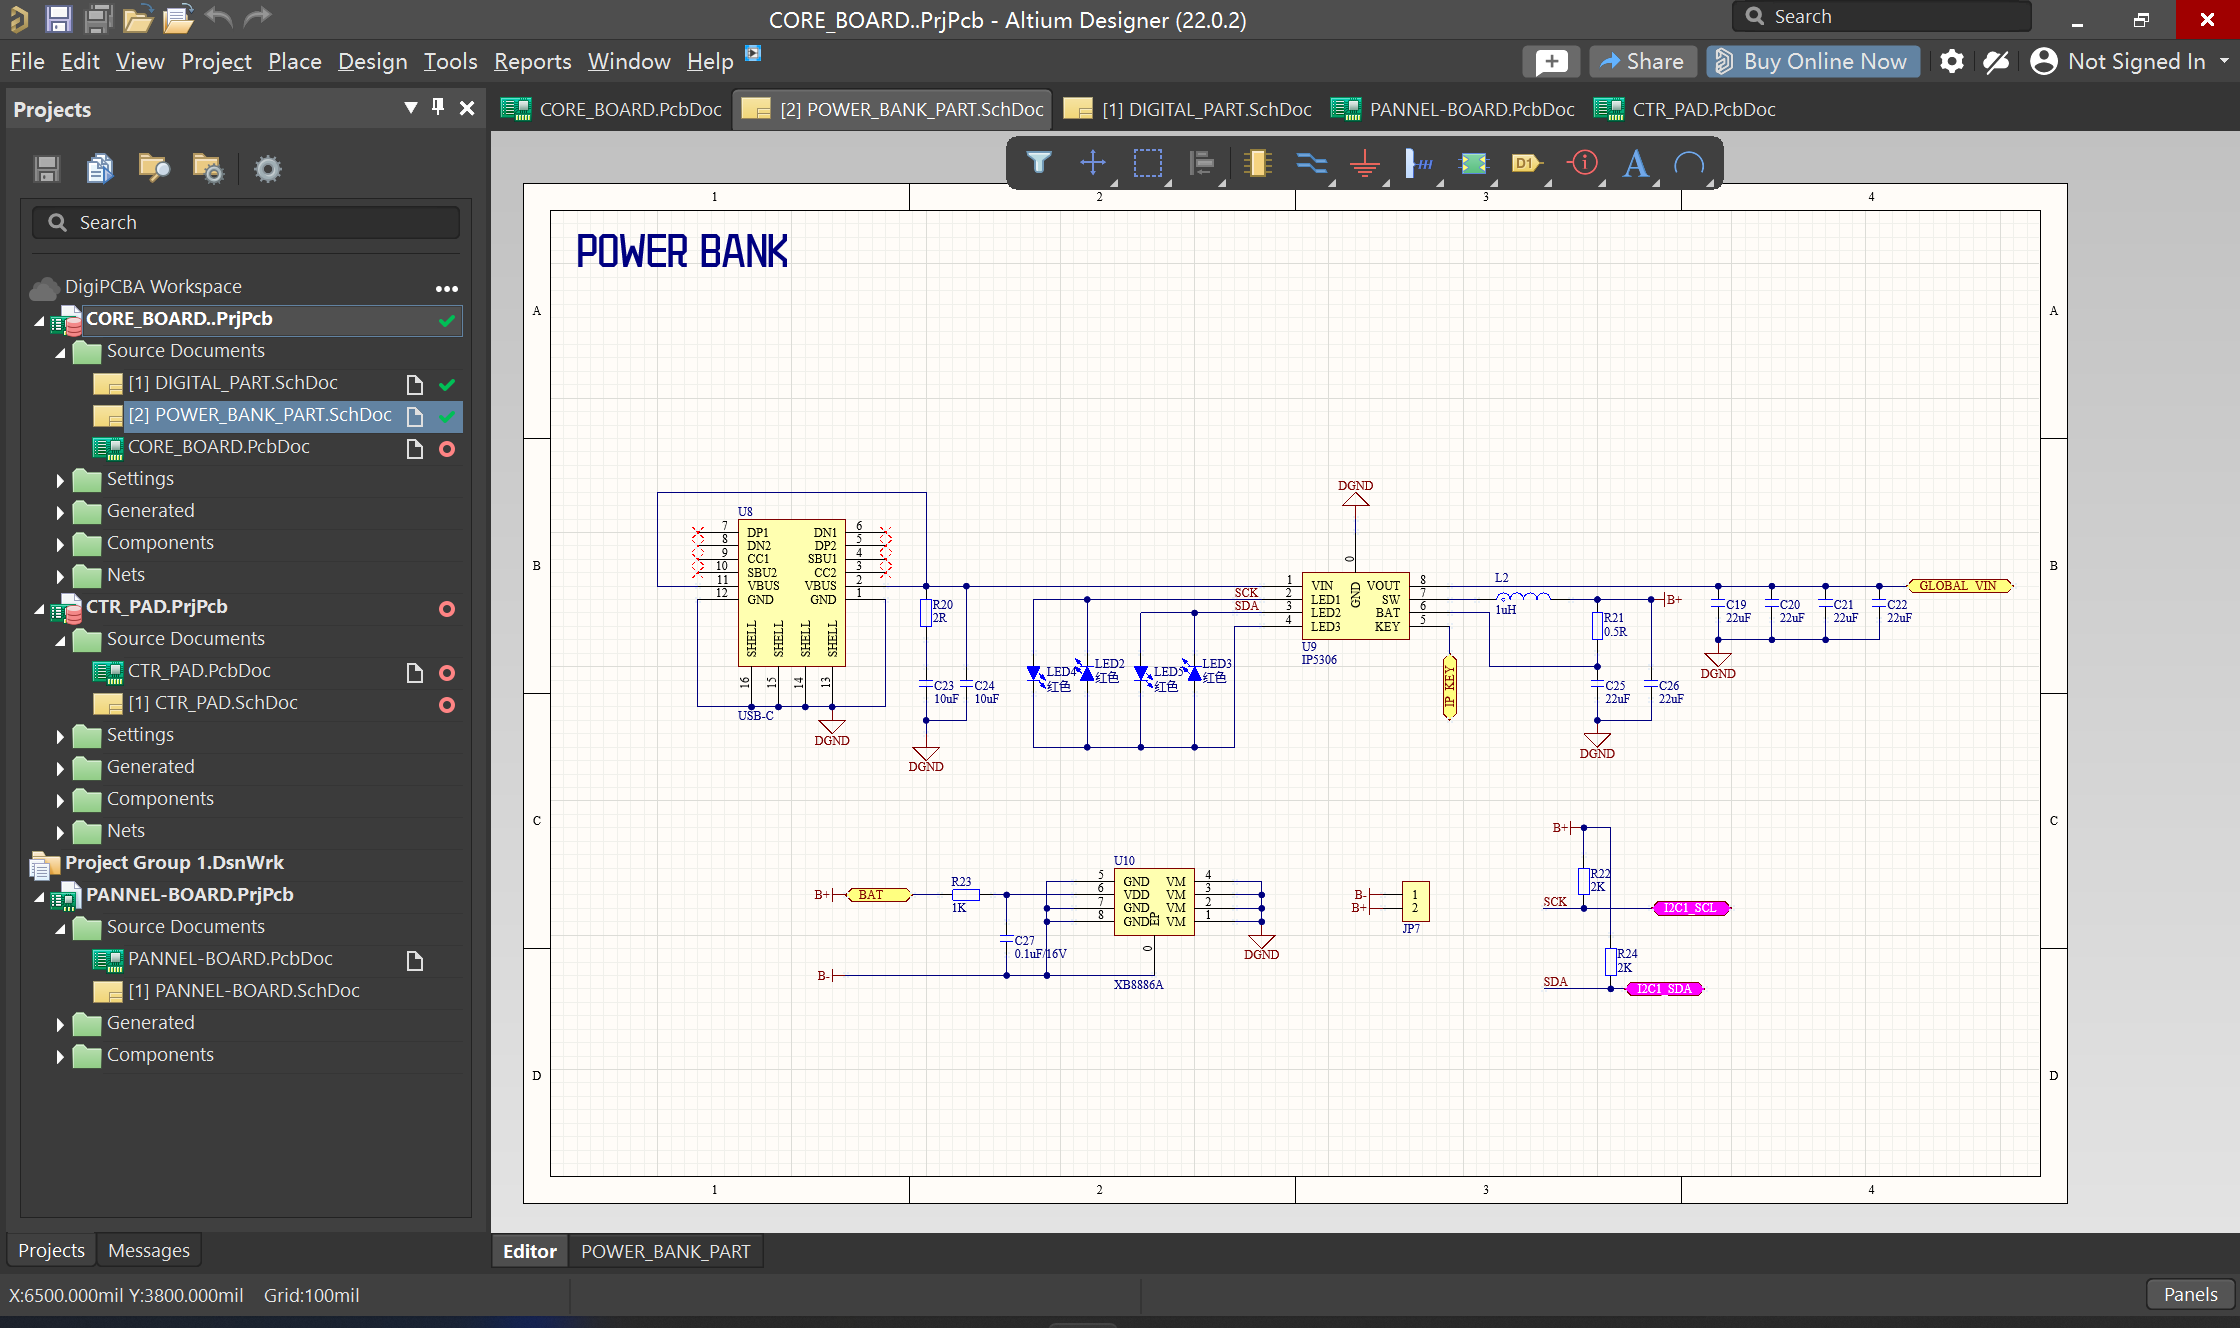 CORE_BOARD..PrjPcb - Altium Designer (22.0.2)
Search
File Edit View Project Place Design Tools Reports Window Help
Share
Buy Online Now
Not Signed In
Projects
CORE_BOARD.PcbDoc
[2] POWER_BANK_PART.SchDoc
[1] DIGITAL_PART.SchDoc
PANNEL-BOARD.PcbDoc
CTR_PAD.PcbDoc
Search
DigiPCBA Workspace
CORE_BOARD..PrjPcb
Source Documents
[1] DIGITAL_PART.SchDoc
[2] POWER_BANK_PART.SchDoc
CORE_BOARD.PcbDoc
Settings
Generated
Components
Nets
CTR_PAD.PrjPcb
Source Documents
CTR_PAD.PcbDoc
[1] CTR_PAD.SchDoc
Settings
Generated
Components
Nets
Project Group 1.DsnWrk
PANNEL-BOARD.PrjPcb
Source Documents
PANNEL-BOARD.PcbDoc
[1] PANNEL-BOARD.SchDoc
Generated
Components
Projects
Messages
D1
A
1 2 3 4
POWER BANK
A A
B B
C C
D D
U8
7 DP1 DN1 6
8 DN2 DP2 5
9 CC1 SBU1 4
10 SBU2 CC2 3
11 VBUS VBUS 2
12 GND GND 1
SHELL SHELL SHELL SHELL
16 15 14 13
USB-C
DGND
R20
2R
C23
10uF
C24
10uF
DGND
LED4
红色
LED2
红色
LED5
红色
LED3
红色
SCK
SDA
DGND
0
1 VIN VOUT 8
2 LED1 SW 7
3 LED2 BAT 6
4 LED3 KEY 5
GND
U9
IP5306
IP_KEY
L2
1uH
B+
R21
0.5R
C25
22uF
C26
22uF
DGND
C19
22uF
C20
22uF
C21
22uF
C22
22uF
DGND
GLOBAL_VIN
B+
BAT
R23
1K
C27
0.1uF/16V
B-
U10
5 GND VM 4
6 VDD VM 3
7 GND VM 2
8 GND VM 1
EP
0
XB8886A
DGND
B-
B+
1
2
JP7
B+
R22
2K
SCK
I2C1_SCL
R24
2K
SDA
I2C1_SDA
1 2 3 4
Editor
POWER_BANK_PART
X:6500.000mil Y:3800.000mil Grid:100mil
Panels